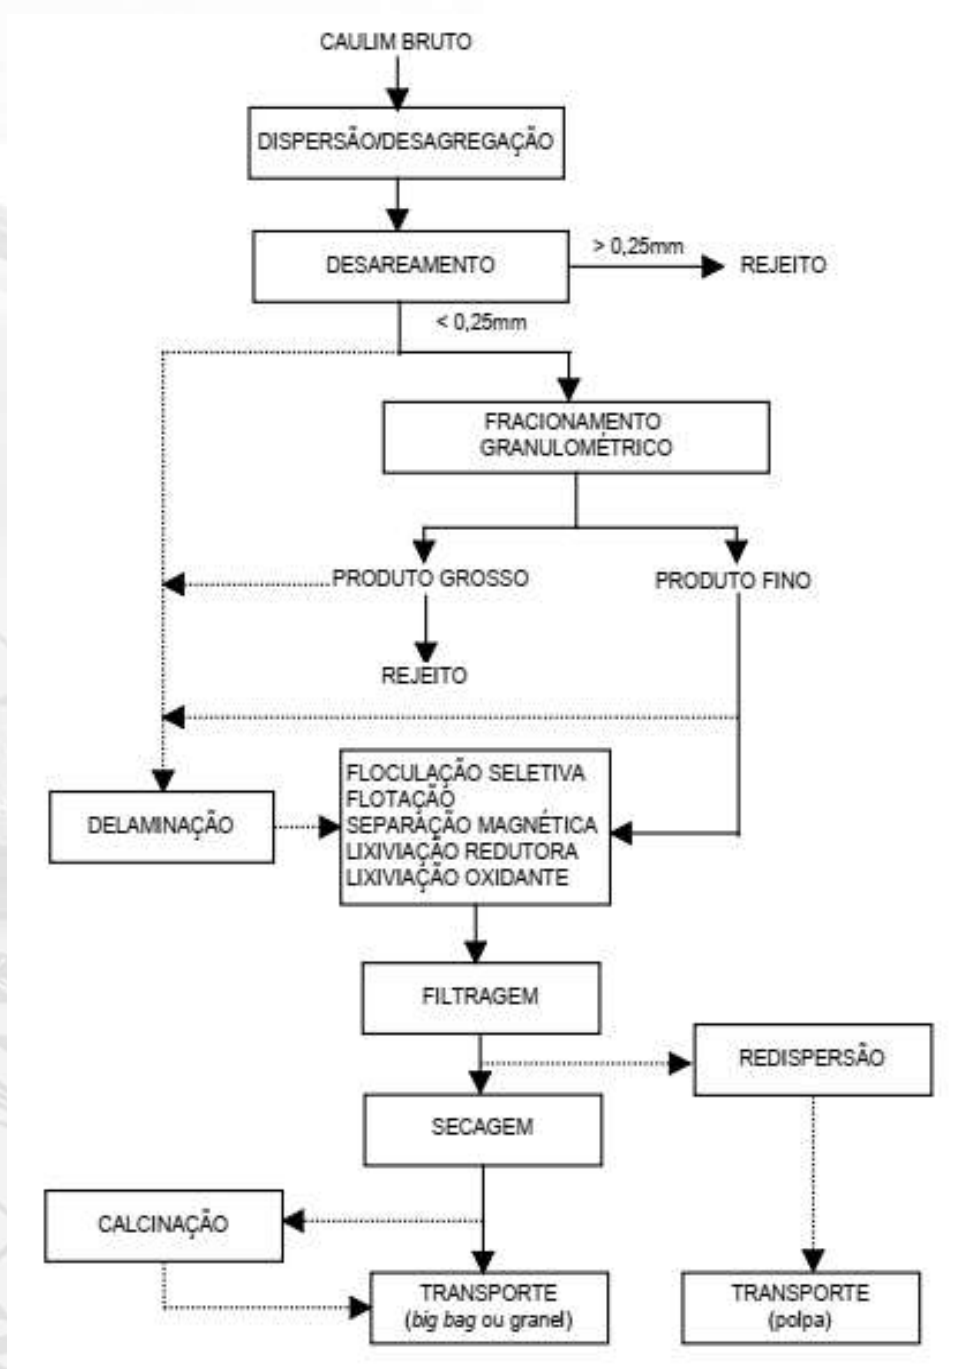 CAULIM BRUTO
DISPERSÃO/DESAGREGAÇÃO
DESAREAMENTO
> 0,25mm
REJEITO
< 0,25mm
FRACIONAMENTO
GRANULOMÉTRICO
PRODUTO GROSSO
PRODUTO FINO
REJEITO
FLOCULAÇÃO SELETIVA
FLOTAÇÃO
SEPARAÇÃO MAGNÉTICA
LIXIVIAÇÃO REDUTORA
LIXIVIAÇÃO OXIDANTE
DELAMINAÇÃO
FILTRAGEM
REDISPERSÃO
SECAGEM
CALCINAÇÃO
TRANSPORTE
(big bag ou granel)
TRANSPORTE
(polpa)